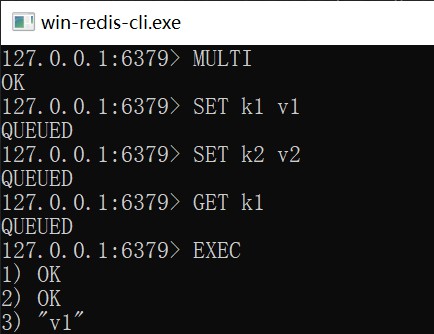 win-redis-cli.exe
127.0.0.1:6379> MULTI
OK
127.0.0.1:6379> SET k1 v1
QUEUED
127.0.0.1:6379> SET k2 v2
QUEUED
127.0.0.1:6379> GET k1
QUEUED
127.0.0.1:6379> EXEC
1) OK
2) OK
3) "v1"